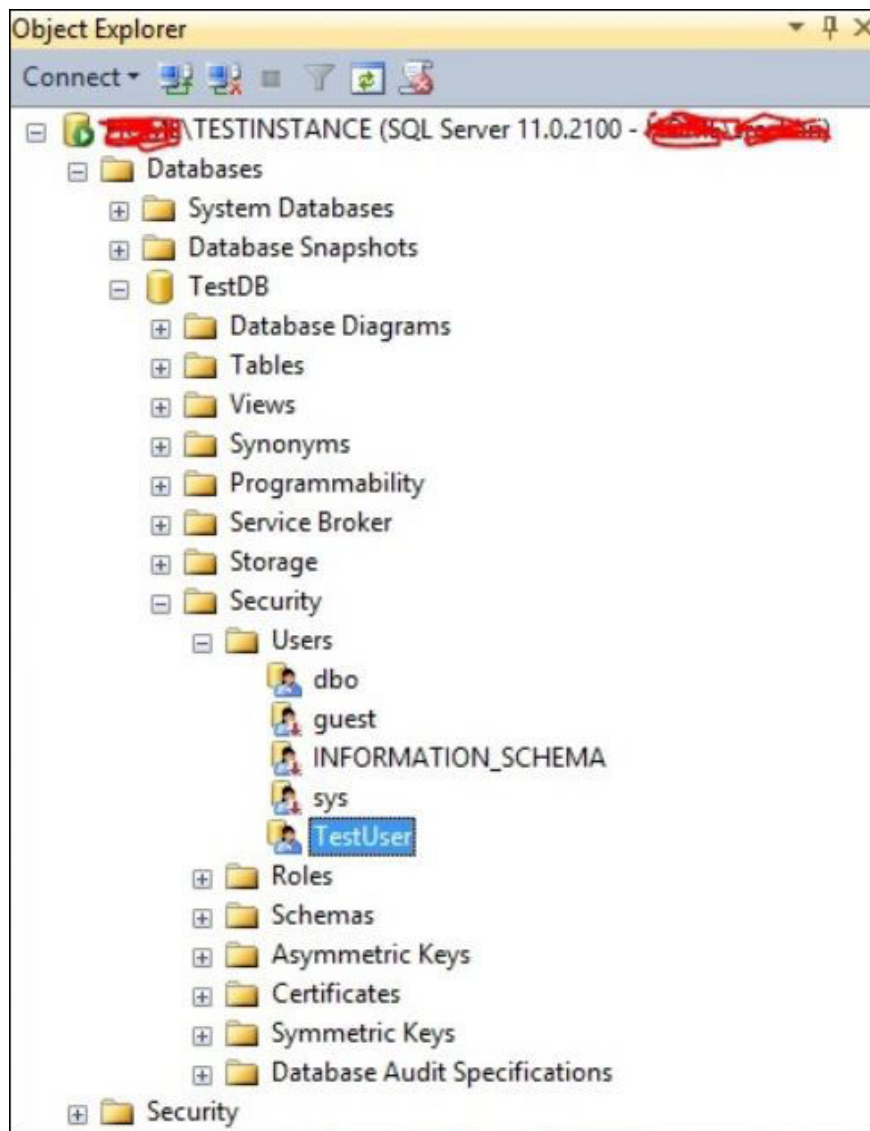 Object Explorer
Connect
\TESTINSTANCE (SQL Server 11.0.2100 -
Databases
System Databases
Database Snapshots
TestDB
Database Diagrams
Tables
Views
Synonyms
Programmability
Service Broker
Storage
Security
Users
dbo
guest
INFORMATION_SCHEMA
sys
TestUser
Roles
Schemas
Asymmetric Keys
Certificates
Symmetric Keys
Database Audit Specifications
Security